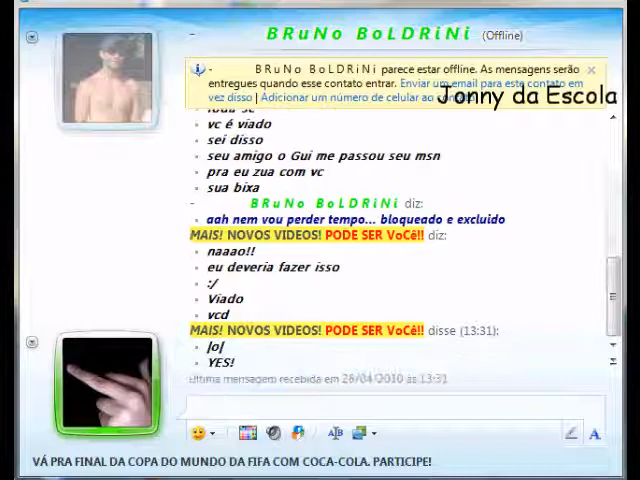 BRuNo BoLDRiNi (Offline)
- BRuNo BoLDRiNi parece estar offline. As mensagens serão
entregues quando esse contato entrar. Enviar um email para este contato em
vez disso | Adicionar um número de celular ao
Jonny da Escola
vc é viado
sei disso
seu amigo o Gui me passou seu msn
pra eu zua com vc
sua bixa
- BRuNo BoLDRiNi diz:
aah nem vou perder tempo... bloqueado e excluido
MAIS! NOVOS VIDEOS! PODE SER VoCê!! diz:
naaao!!
eu deveria fazer isso
:/
Viado
vcd
MAIS! NOVOS VIDEOS! PODE SER VoCê!! disse (13:31):
|o|
YES!
Última mensagem recebida em 28/04/2010 às 13:31
VÁ PRA FINAL DA COPA DO MUNDO DA FIFA COM COCA-COLA. PARTICIPE!